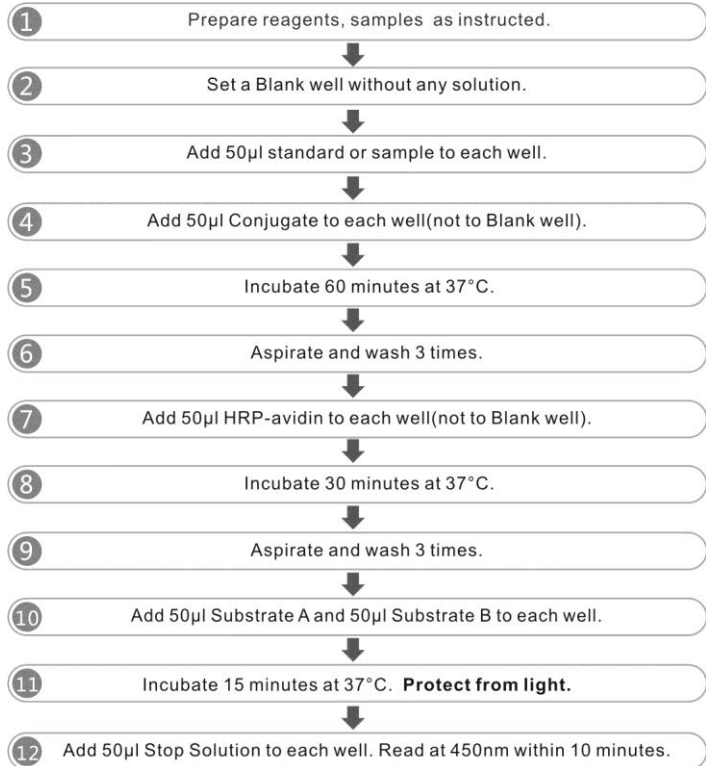 1 Prepare reagents, samples as instructed.
2 Set a Blank well without any solution.
3 Add 50μl standard or sample to each well.
4 Add 50μl Conjugate to each well(not to Blank well).
5 Incubate 60 minutes at 37°C.
6 Aspirate and wash 3 times.
7 Add 50μl HRP-avidin to each well(not to Blank well).
8 Incubate 30 minutes at 37°C.
9 Aspirate and wash 3 times.
10 Add 50μl Substrate A and 50μl Substrate B to each well.
11 Incubate 15 minutes at 37°C. Protect from light.
12 Add 50μl Stop Solution to each well. Read at 450nm within 10 minutes.